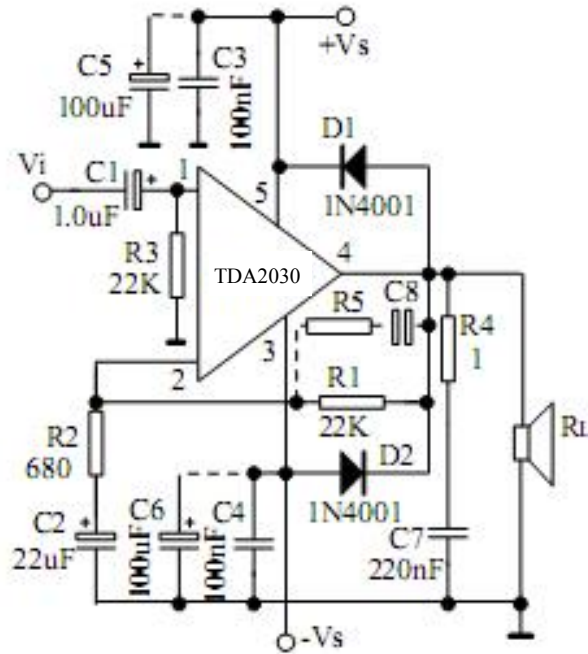 +Vs
C5
+
100uF
C3
100nF
D1
1N4001
Vi
C1
+
1.0uF
1
5
R3
22K
TDA2030
4
R5
C8
R4
1
3
2
R1
22K
RL
R2
680
D2
1N4001
C2
+
22uF
C6
+
100uF
C4
100nF
C7
220nF
-Vs